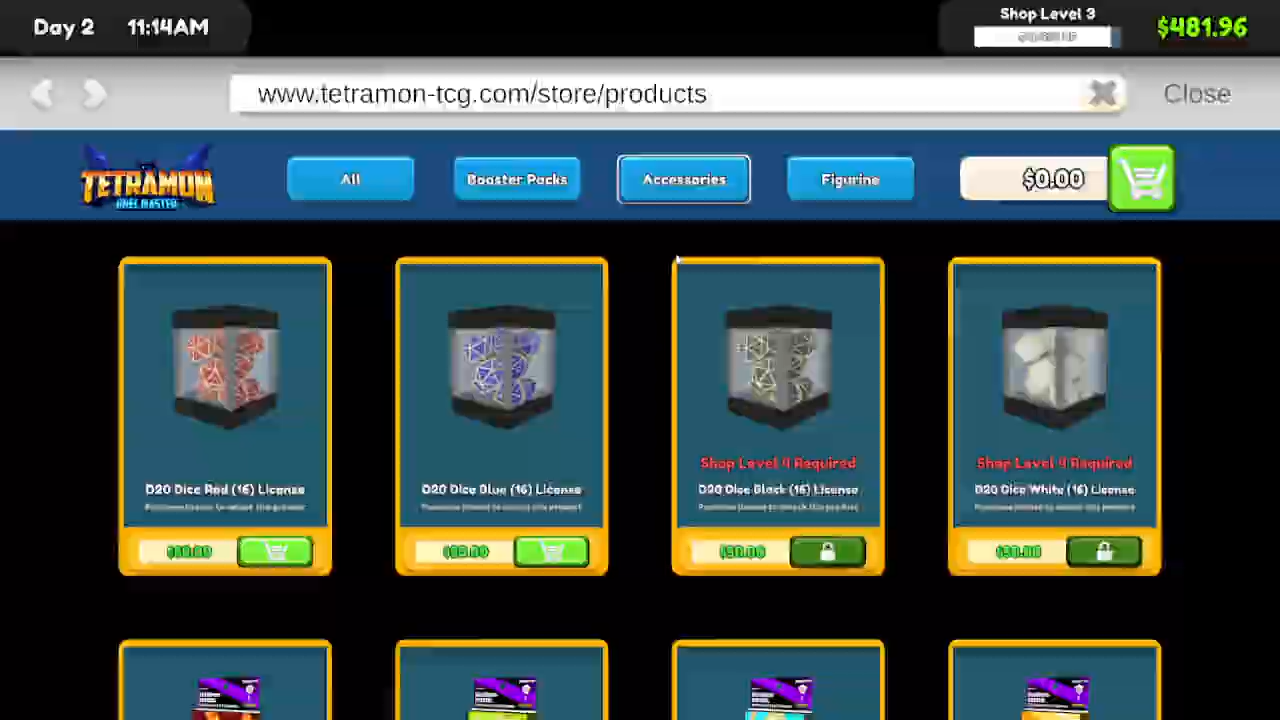 Day 2 11:14AM
Shop Level 3
$481.96
www.tetramon-tcg.com/store/products
Close
TETRAMON
All
Booster Packs
Accessories
Figurine
$0.00
D20 Dice Red (16) License
D20 Dice Blue (16) License
Shop Level 4 Required
D20 Dice Black (16) License
Shop Level 4 Required
D20 Dice White (16) License